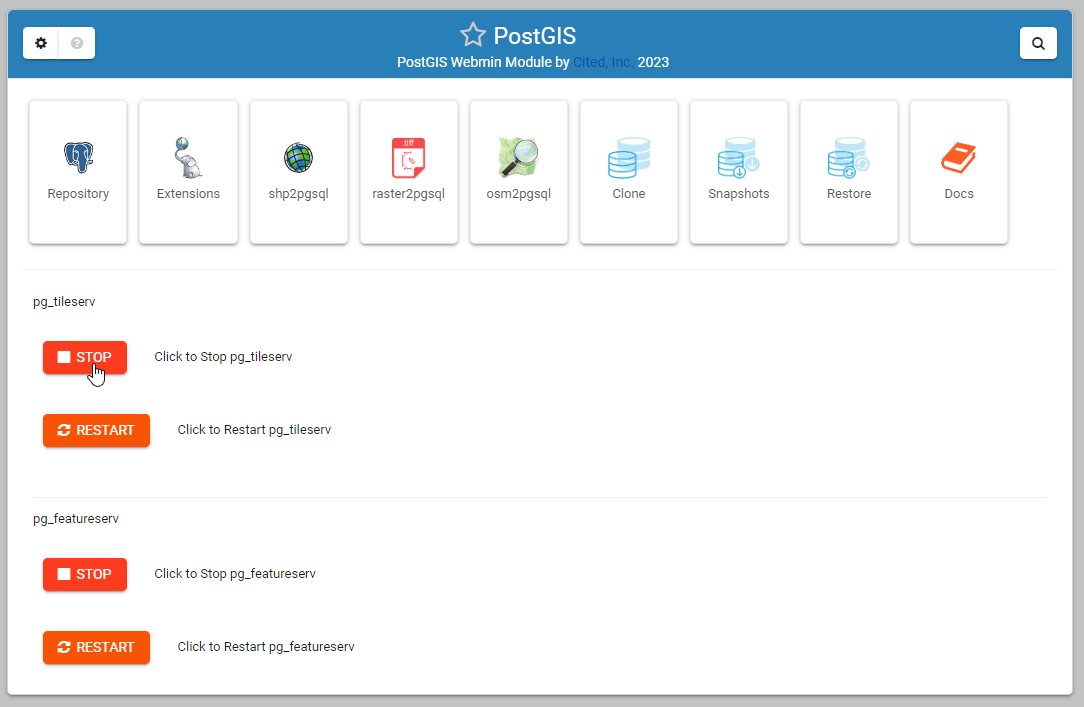 PostGIS
PostGIS Webmin Module by Cited, Inc. 2023
.tiff
Repository
Extensions
shp2pgsql
raster2pgsql
osm2pgsql
Clone
Snapshots
Restore
Docs
pg_tileserv
STOP Click to Stop pg_tileserv
RESTART Click to Restart pg_tileserv
pg_featureserv
STOP Click to Stop pg_featureserv
RESTART Click to Restart pg_featureserv